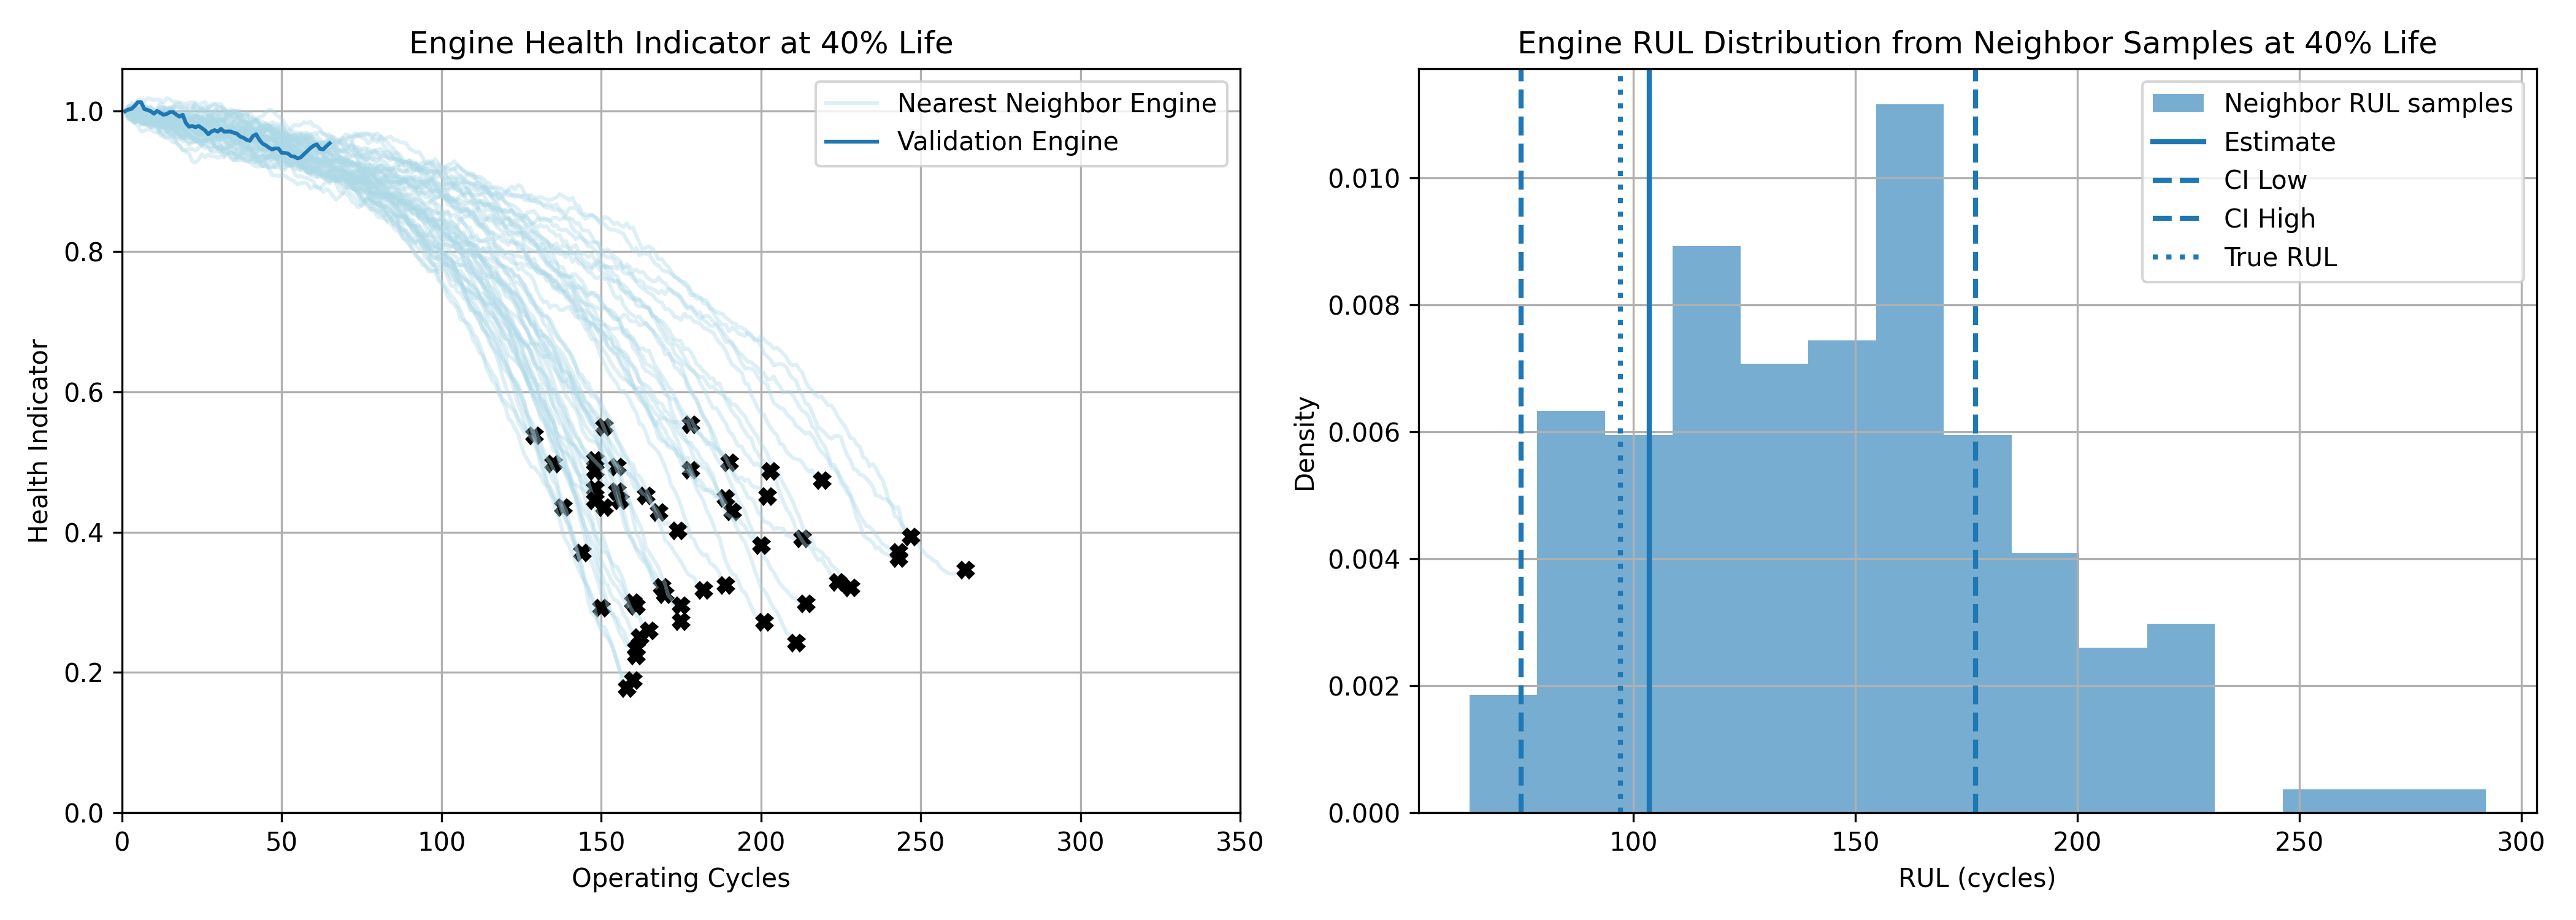 Engine Health Indicator at 40% Life
Nearest Neighbor Engine
Validation Engine
1.0
0.8
0.6
0.4
0.2
0.0
Health Indicator
0 50 100 150 200 250 300 350
Operating Cycles
Engine RUL Distribution from Neighbor Samples at 40% Life
Neighbor RUL samples
Estimate
CI Low
CI High
True RUL
0.010
0.008
0.006
0.004
0.002
0.000
Density
100 150 200 250 300
RUL (cycles)